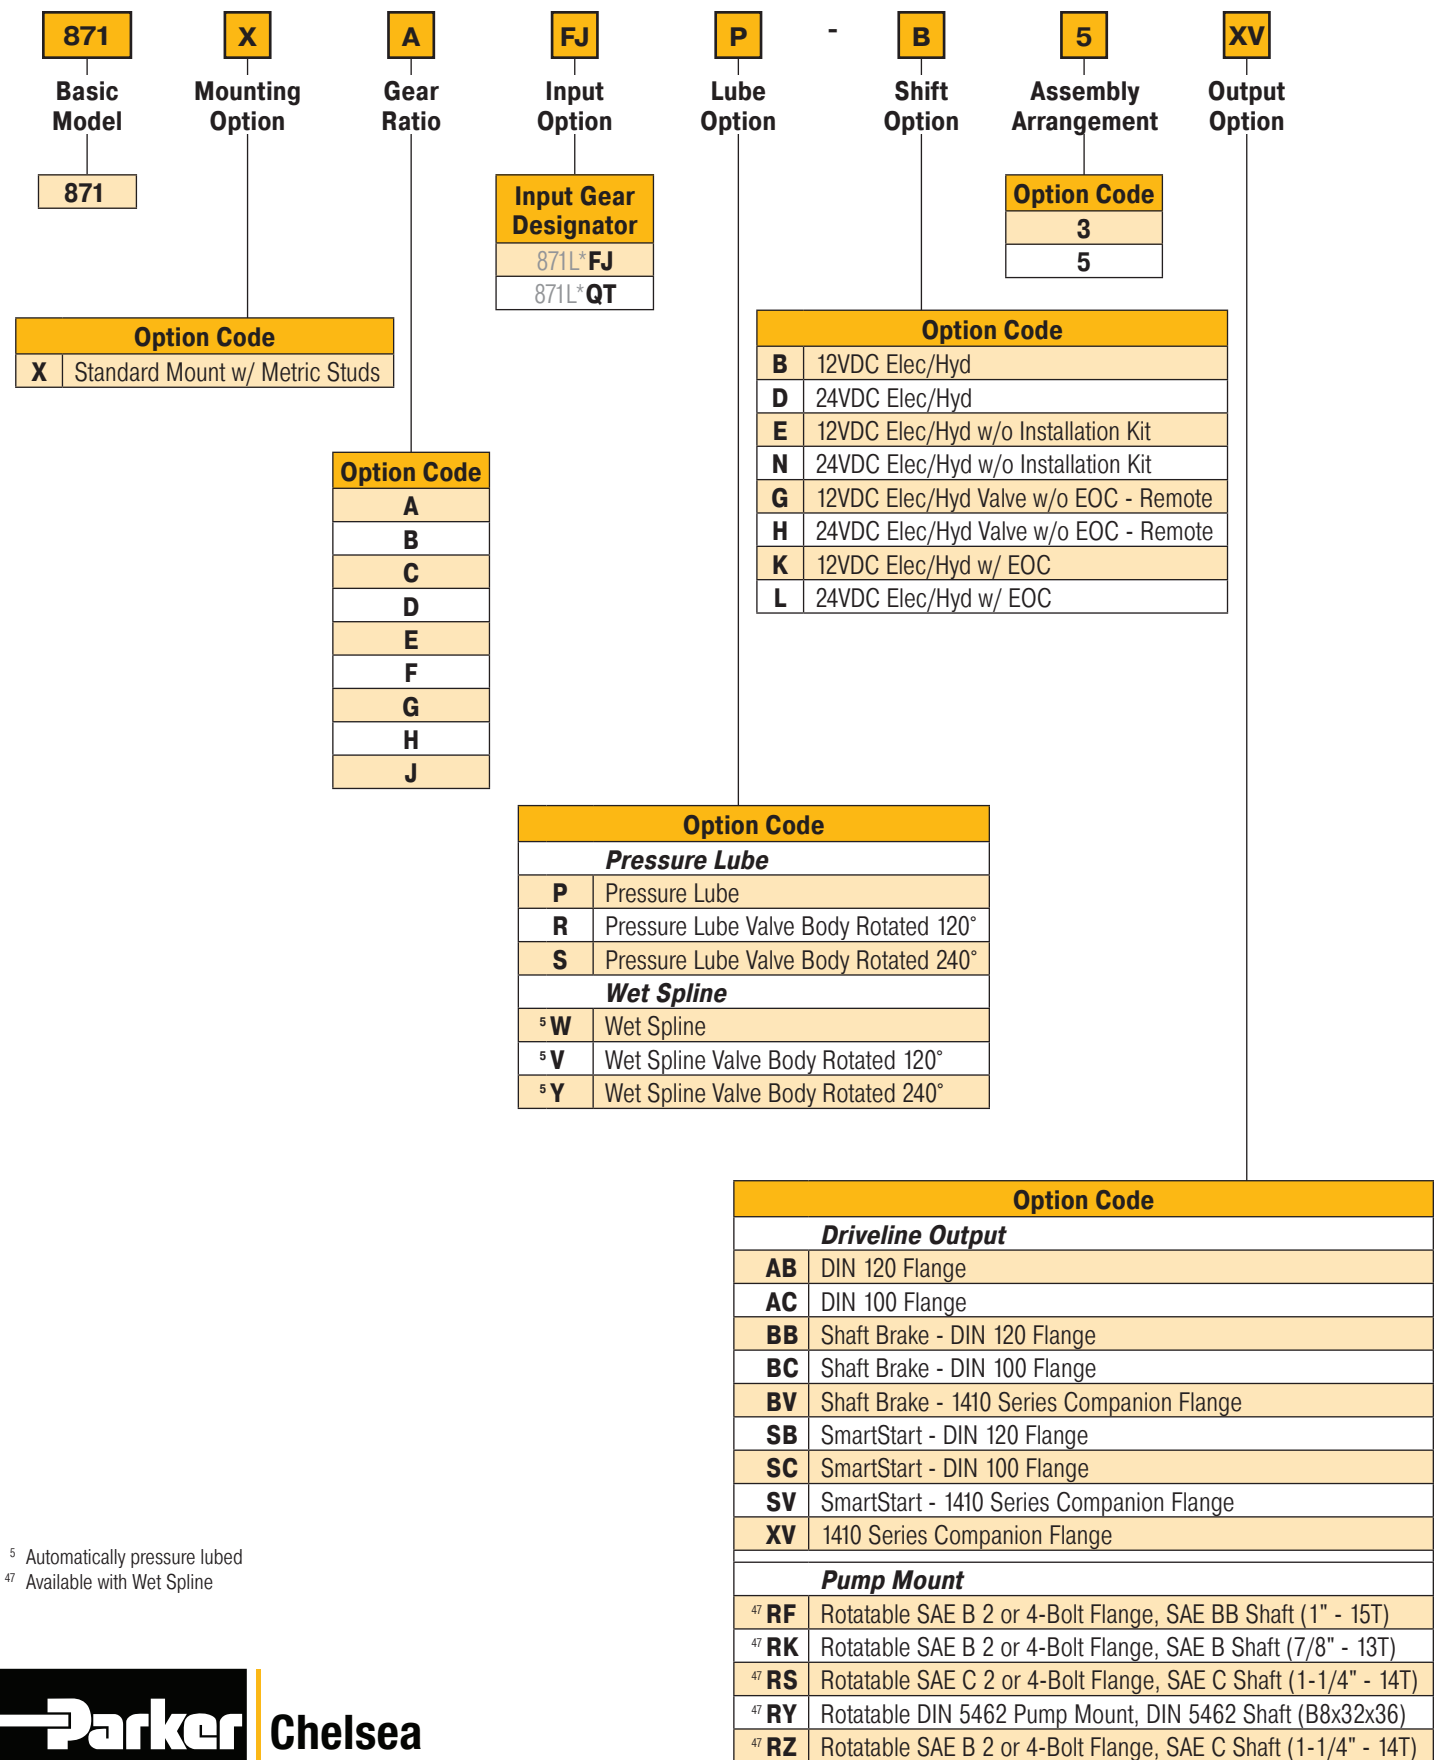 871 X A FJ P - B 5 XV
Basic Model
Mounting Option
Gear Ratio
Input Option
Lube Option
Shift Option
Assembly Arrangement
Output Option
871
Input Gear Designator
871L*FJ
871L*QT
Option Code
3
5
Option Code
X Standard Mount w/ Metric Studs
Option Code
B 12VDC Elec/Hyd
D 24VDC Elec/Hyd
E 12VDC Elec/Hyd w/o Installation Kit
N 24VDC Elec/Hyd w/o Installation Kit
G 12VDC Elec/Hyd Valve w/o EOC - Remote
H 24VDC Elec/Hyd Valve w/o EOC - Remote
K 12VDC Elec/Hyd w/ EOC
L 24VDC Elec/Hyd w/ EOC
Option Code
A
B
C
D
E
F
G
H
J
Option Code
Pressure Lube
P Pressure Lube
R Pressure Lube Valve Body Rotated 120°
S Pressure Lube Valve Body Rotated 240°
Wet Spline
5 W Wet Spline
5 V Wet Spline Valve Body Rotated 120°
5 Y Wet Spline Valve Body Rotated 240°
Option Code
Driveline Output
AB DIN 120 Flange
AC DIN 100 Flange
BB Shaft Brake - DIN 120 Flange
BC Shaft Brake - DIN 100 Flange
BV Shaft Brake - 1410 Series Companion Flange
SB SmartStart - DIN 120 Flange
SC SmartStart - DIN 100 Flange
SV SmartStart - 1410 Series Companion Flange
XV 1410 Series Companion Flange
Pump Mount
47 RF Rotatable SAE B 2 or 4-Bolt Flange, SAE BB Shaft (1" - 15T)
47 RK Rotatable SAE B 2 or 4-Bolt Flange, SAE B Shaft (7/8" - 13T)
47 RS Rotatable SAE C 2 or 4-Bolt Flange, SAE C Shaft (1-1/4" - 14T)
47 RY Rotatable DIN 5462 Pump Mount, DIN 5462 Shaft (B8x32x36)
47 RZ Rotatable SAE B 2 or 4-Bolt Flange, SAE C Shaft (1-1/4" - 14T)
5 Automatically pressure lubed
47 Available with Wet Spline
Parker Chelsea